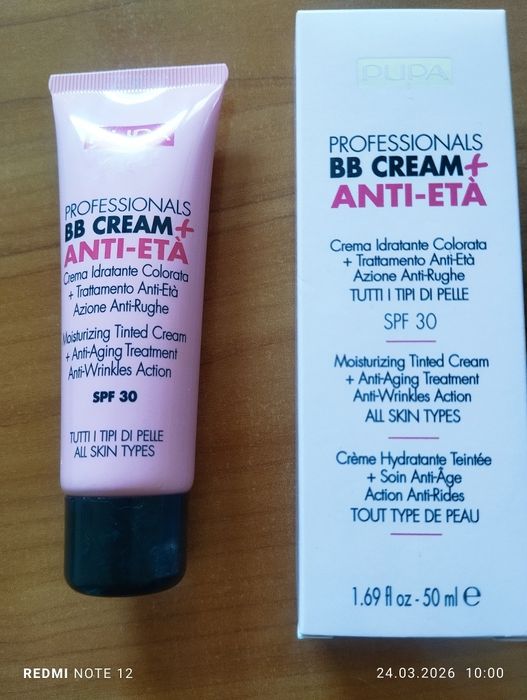 PUPA
PROFESSIONALS
BB CREAM+
ANTI-ETÀ
Crema Idratante Colorata
+ Trattamento Anti-Età
Azione Anti-Rughe
Moisturizing Tinted Cream
+ Anti-Aging Treatment
Anti-Wrinkles Action
SPF 30
TUTTI I TIPI DI PELLE
ALL SKIN TYPES
PUPA
PROFESSIONALS
BB CREAM+
ANTI-ETÀ
Crema Idratante Colorata
+ Trattamento Anti-Età
Azione Anti-Rughe
TUTTI I TIPI DI PELLE
SPF 30
Moisturizing Tinted Cream
+ Anti-Aging Treatment
Anti-Wrinkles Action
ALL SKIN TYPES
Crème Hydratante Teintée
+ Soin Anti-Âge
Action Anti-Rides
TOUT TYPE DE PEAU
1.69 fl oz - 50 ml ℮
REDMI NOTE 12
24.03.2026 10:00